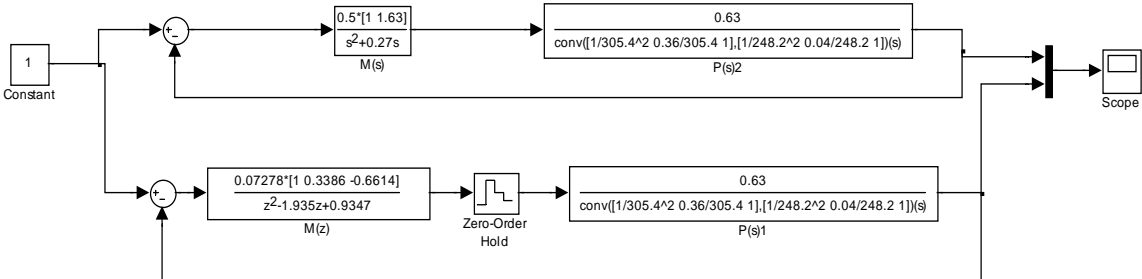 1
Constant
+
-
0.5*[1 1.63]
s²+0.27s
M(s)
0.63
conv([1/305.4^2 0.36/305.4 1],[1/248.2^2 0.04/248.2 1])(s)
P(s)2
Scope
+
-
0.07278*[1 0.3386 -0.6614]
z²-1.935z+0.9347
M(z)
Zero-Order
Hold
0.63
conv([1/305.4^2 0.36/305.4 1],[1/248.2^2 0.04/248.2 1])(s)
P(s)1